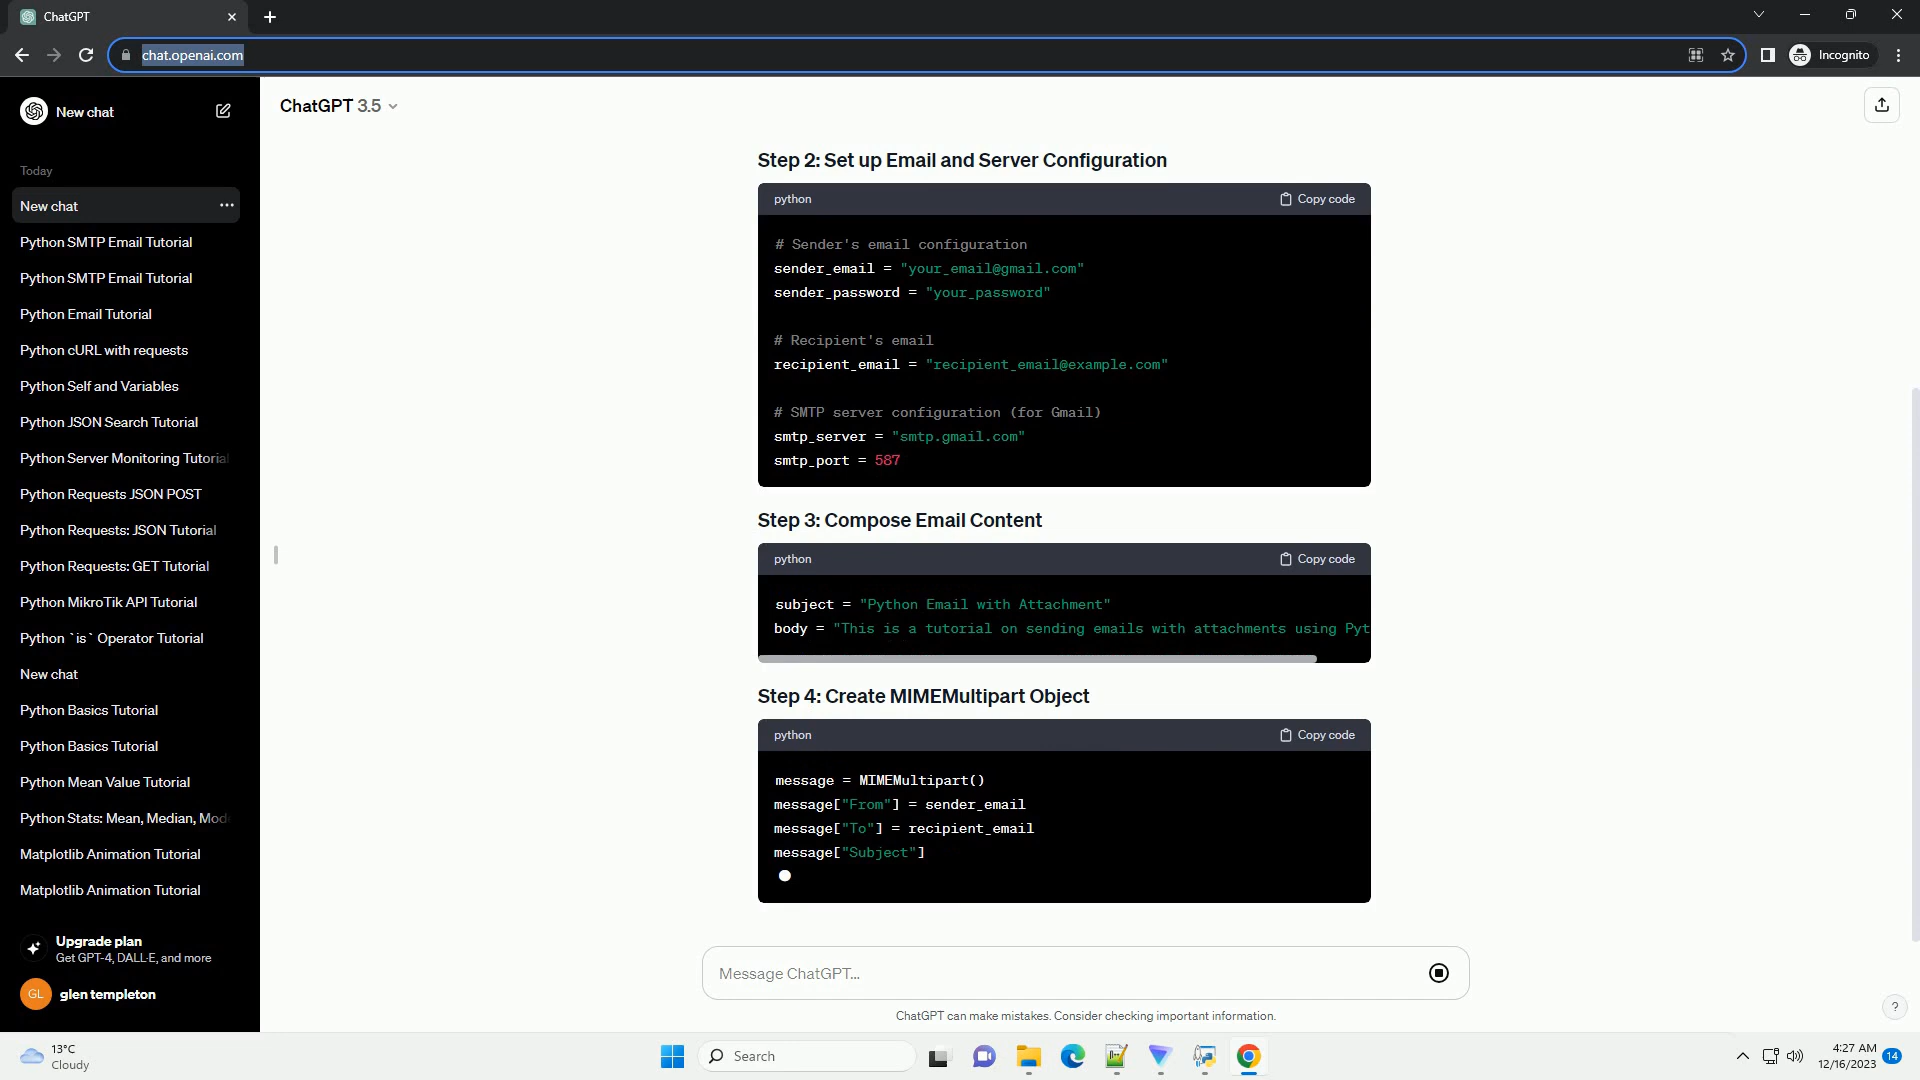 ChatGPT
chat.openai.com
Incognito
New chat
Today
New chat
Python SMTP Email Tutorial
Python SMTP Email Tutorial
Python Email Tutorial
Python cURL with requests
Python Self and Variables
Python JSON Search Tutorial
Python Server Monitoring Tutorial
Python Requests JSON POST
Python Requests: JSON Tutorial
Python Requests: GET Tutorial
Python MikroTik API Tutorial
Python `is` Operator Tutorial
New chat
Python Basics Tutorial
Python Basics Tutorial
Python Mean Value Tutorial
Python Stats: Mean, Median, Mod
Matplotlib Animation Tutorial
Matplotlib Animation Tutorial
Upgrade plan
Get GPT-4, DALL·E, and more
GL glen templeton
ChatGPT 3.5
Step 2: Set up Email and Server Configuration
python Copy code
# Sender's email configuration
sender_email = "your_email@gmail.com"
sender_password = "your_password"
# Recipient's email
recipient_email = "recipient_email@example.com"
# SMTP server configuration (for Gmail)
smtp_server = "smtp.gmail.com"
smtp_port = 587
Step 3: Compose Email Content
python Copy code
subject = "Python Email with Attachment"
body = "This is a tutorial on sending emails with attachments using Pyt
Step 4: Create MIMEMultipart Object
python Copy code
message = MIMEMultipart()
message["From"] = sender_email
message["To"] = recipient_email
message["Subject"]
Message ChatGPT...
ChatGPT can make mistakes. Consider checking important information.
?
13°C
Cloudy
Search
4:27 AM
12/16/2023
14